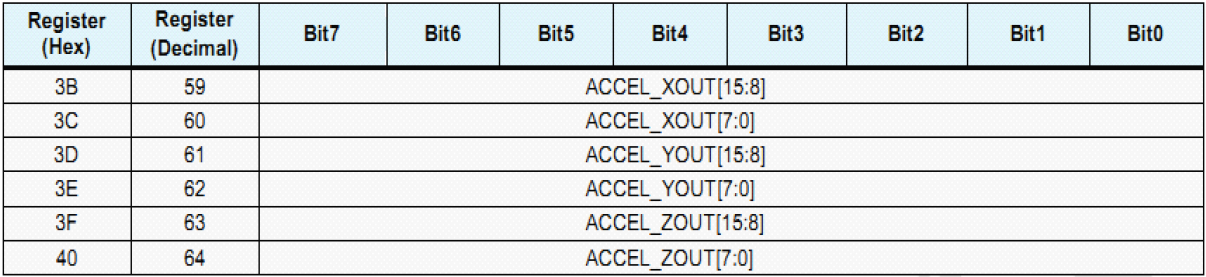 Register (Hex) Register (Decimal) Bit7 Bit6 Bit5 Bit4 Bit3 Bit2 Bit1 Bit0
3B 59 ACCEL_XOUT[15:8]
3C 60 ACCEL_XOUT[7:0]
3D 61 ACCEL_YOUT[15:8]
3E 62 ACCEL_YOUT[7:0]
3F 63 ACCEL_ZOUT[15:8]
40 64 ACCEL_ZOUT[7:0]